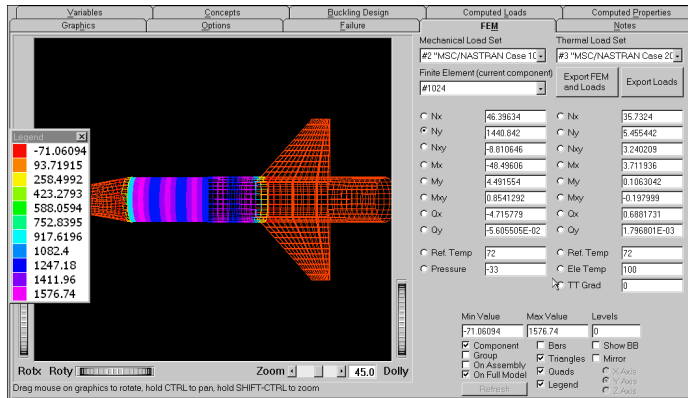 Variables Concepts Buckling Design Computed Loads Computed Properties
Graphics Options Failure FEM Notes
Mechanical Load Set Thermal Load Set
#2 "MSC/NASTRAN Case 10 #3 "MSC/NASTRAN Case 20
Finite Element (current component)
#1024
Export FEM and Loads Export Loads
Nx 46.39634 Nx 35.7324
Ny 1440.842 Ny 5.455442
Nxy -8.810646 Nxy 3.240209
Mx -48.49606 Mx 3.711936
My 4.491554 My 0.1063042
Mxy 0.8541292 Mxy -0.197999
Qx -4.715779 Qx 0.6881731
Qy -5.605505E-02 Qy 1.796801E-03
Ref. Temp 72 Ref. Temp 72
Pressure -33 Ele Temp 100
TT Grad 0
Legend
-71.06094
93.71915
258.4992
423.2793
588.0594
752.8395
917.6196
1082.4
1247.18
1411.96
1576.74
Min Value Max Value Levels
-71.06094 1576.74 0
Component Bars Show BB
Group Triangles Mirror
On Assembly Quads X Axis
On Full Model Legend Y Axis
Refresh Z Axis
Rotx Roty Zoom 45.0 Dolly
Drag mouse on graphics to rotate, hold CTRL to pan, hold SHIFT-CTRL to zoom